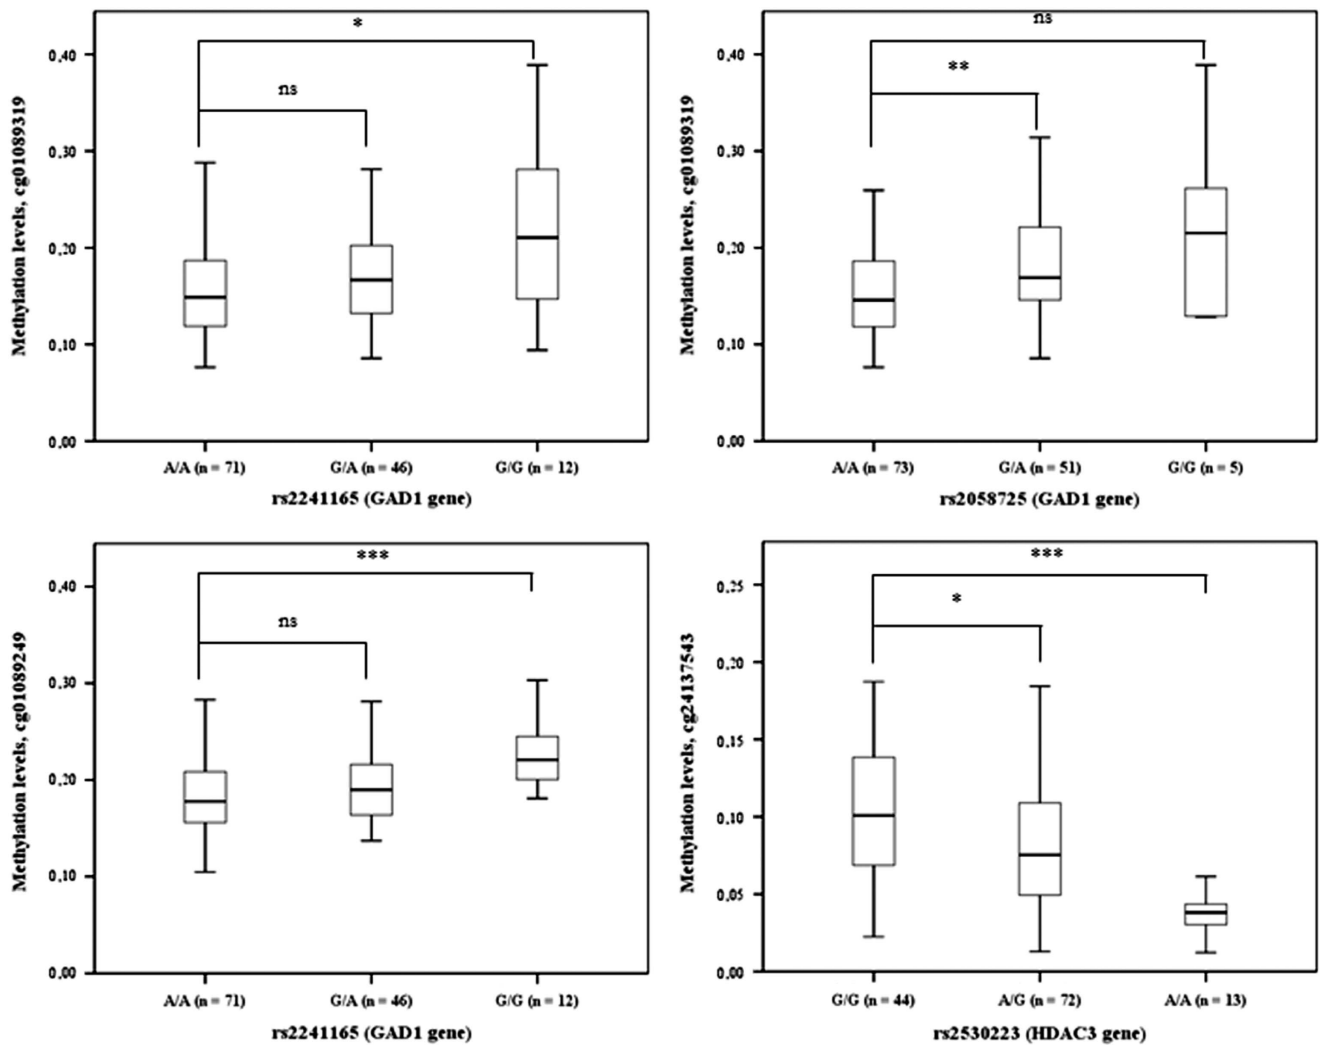 *
ns
0,40
0,30
0,20
0,10
0,00
Methylation levels, cg01089319
A/A (n = 71) G/A (n = 46) G/G (n = 12)
rs2241165 (GAD1 gene)
ns
**
0,40
0,30
0,20
0,10
0,00
Methylation levels, cg01089319
A/A (n = 73) G/A (n = 51) G/G (n = 5)
rs2058725 (GAD1 gene)
***
ns
0,40
0,30
0,20
0,10
0,00
Methylation levels, cg01089249
A/A (n = 71) G/A (n = 46) G/G (n = 12)
rs2241165 (GAD1 gene)
***
*
0,25
0,20
0,15
0,10
0,05
0,00
Methylation levels, cg24137543
G/G (n = 44) A/G (n = 72) A/A (n = 13)
rs2530223 (HDAC3 gene)